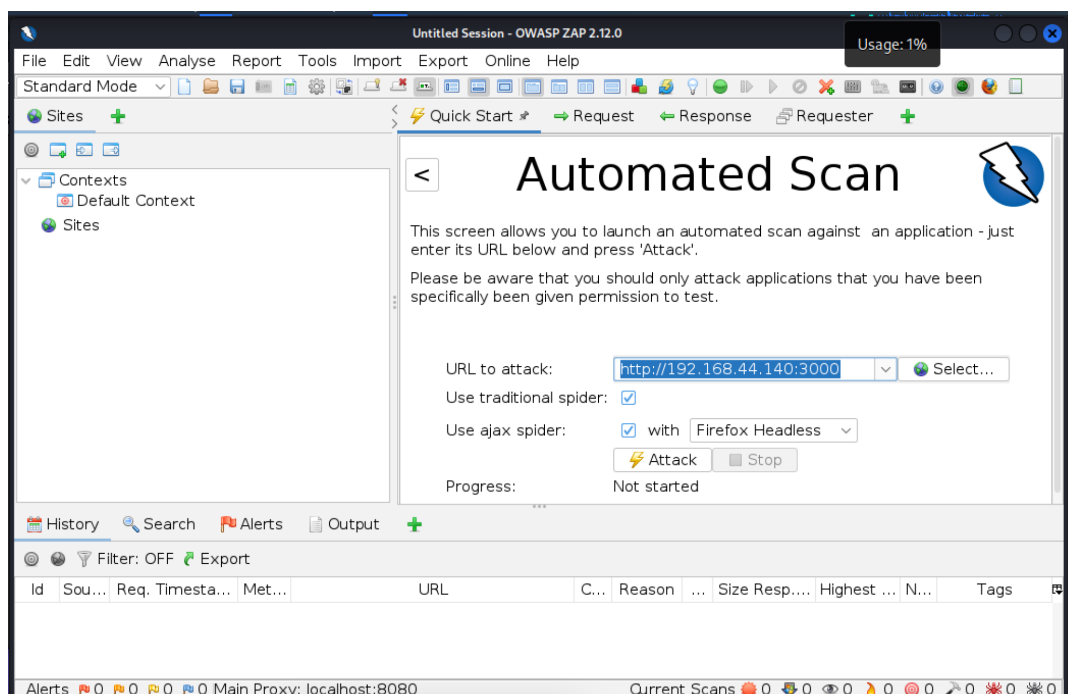 Untitled Session - OWASP ZAP 2.12.0
Usage: 1%
File Edit View Analyse Report Tools Import Export Online Help
Standard Mode
Sites
Quick Start
Request
Response
Requester
<
Automated Scan
Contexts
Default Context
Sites
This screen allows you to launch an automated scan against an application - just
enter its URL below and press 'Attack'.
Please be aware that you should only attack applications that you have been
specifically been given permission to test.
URL to attack: http://192.168.44.140:3000 Select...
Use traditional spider:
Use ajax spider: with Firefox Headless
Attack Stop
Progress: Not started
History Search Alerts Output
Filter: OFF Export
Id Sou... Req. Timesta... Met... URL C... Reason ... Size Resp.... Highest ... N... Tags
Alerts 0 0 0 0 Main Proxy: localhost:8080 Current Scans 0 0 0 0 0 0 0 0